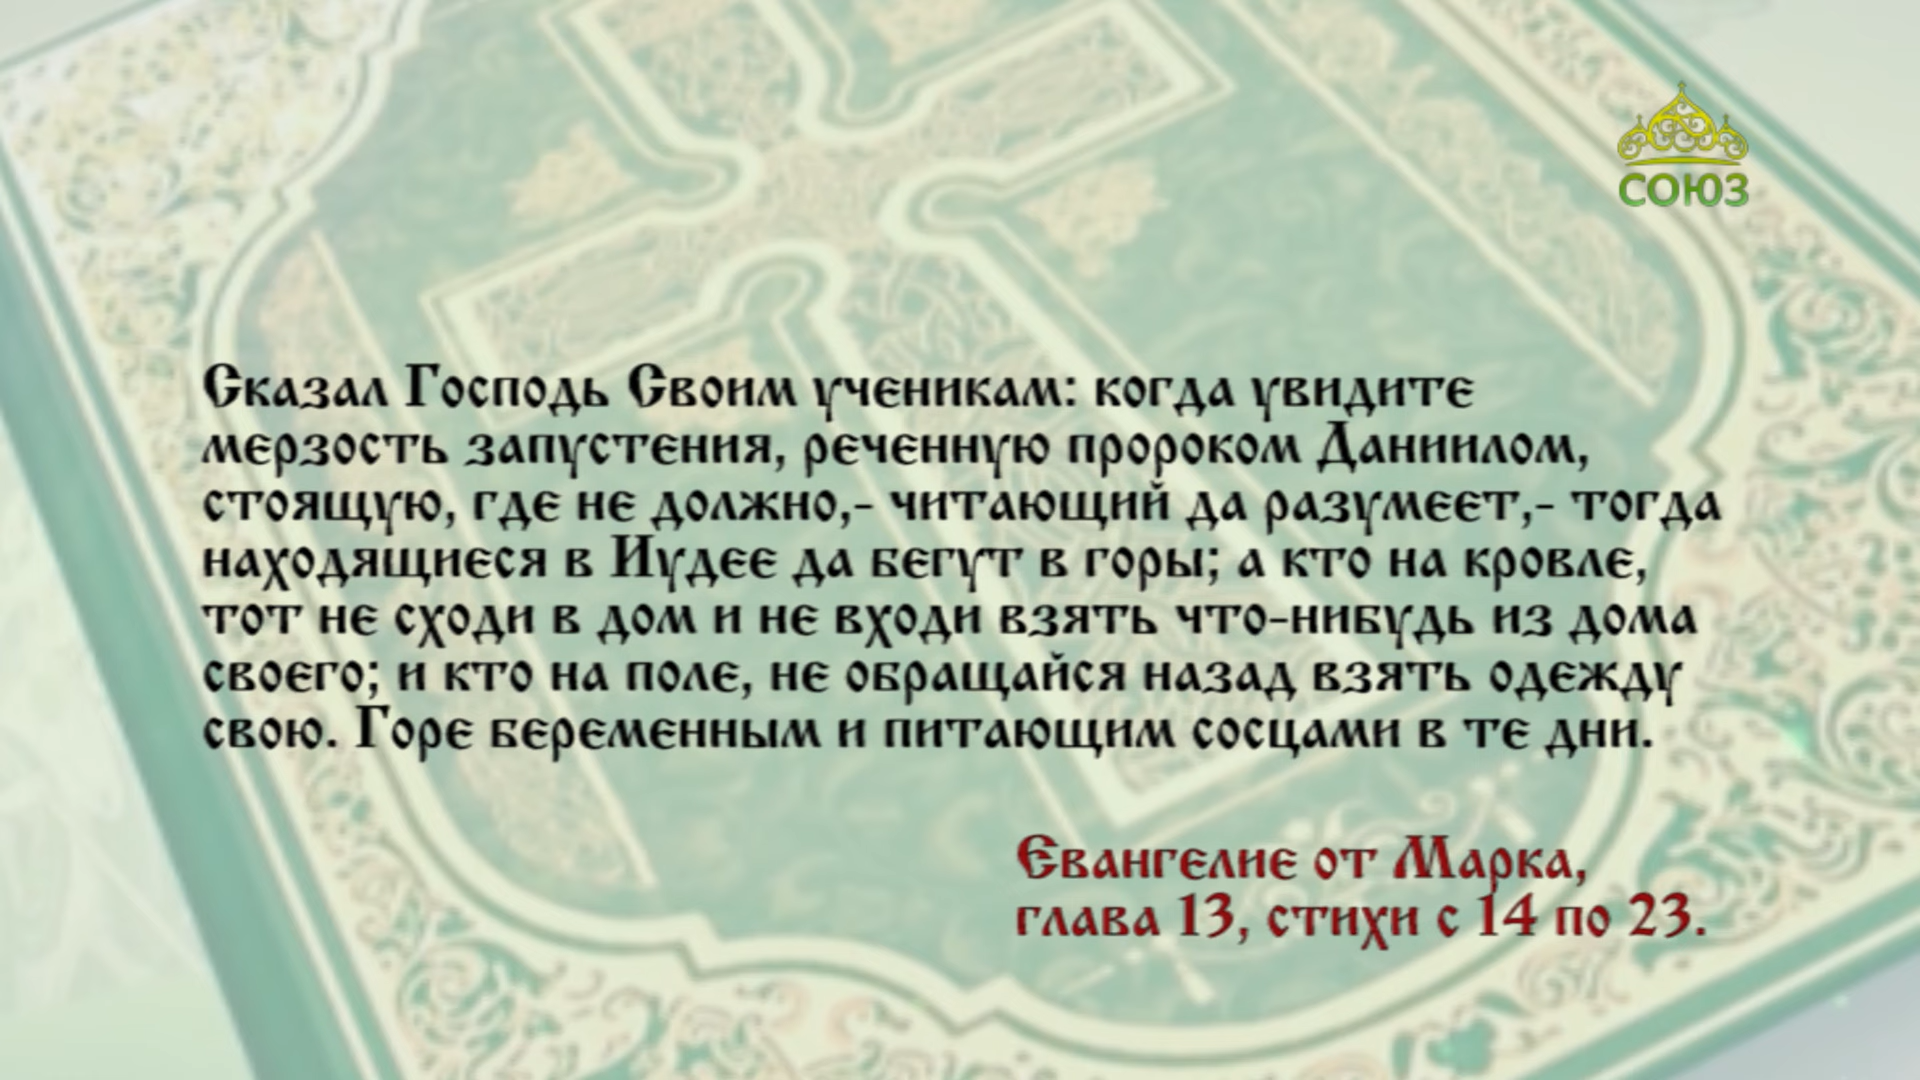 СОЮЗ
Сказал Господь Своим ученикам: когда увидите
мерзость запустения, реченную пророком Даниилом,
стоящую, где не должно,- читающий да разумеет,- тогда
находящиеся в Иудее да бегут в горы; а кто на кровле,
тот не сходи в дом и не входи взять что-нибудь из дома
своего; и кто на поле, не обращайся назад взять одежду
свою. Горе беременным и питающим сосцами в те дни.
Евангелие от Марка,
глава 13, стихи с 14 по 23.